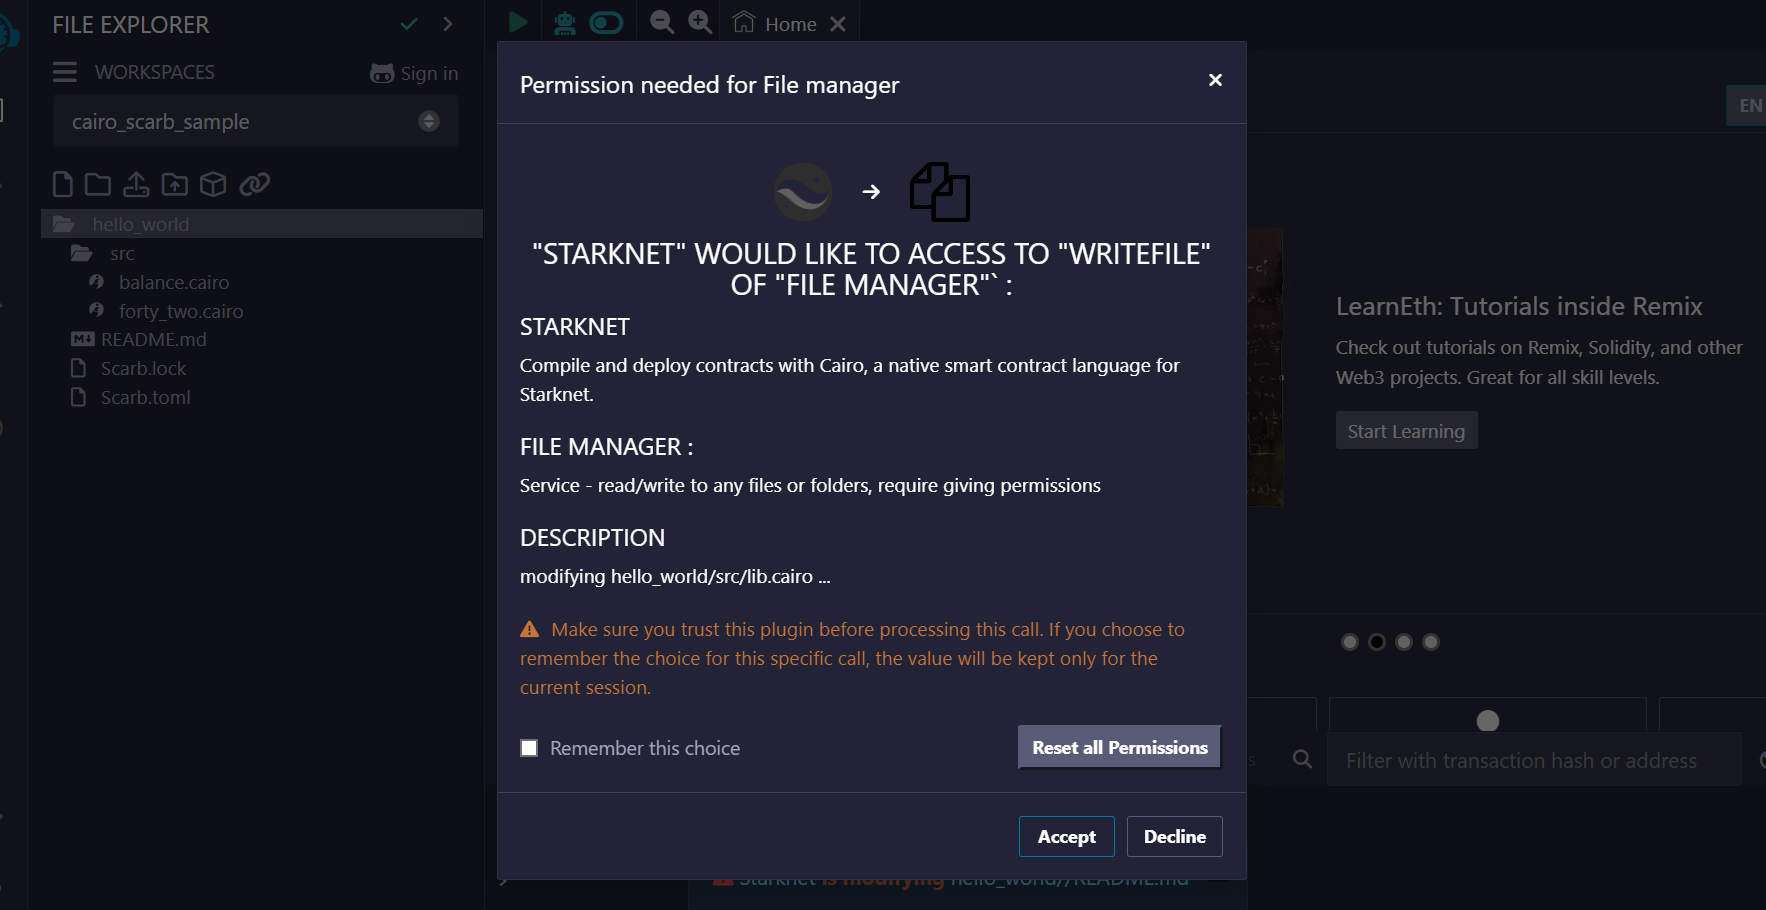 FILE EXPLORER
WORKSPACES
Sign in
cairo_scarb_sample
hello_world
src
balance.cairo
forty_two.cairo
README.md
Scarb.lock
Scarb.toml
Home
Permission needed for File manager
"STARKNET" WOULD LIKE TO ACCESS TO "WRITEFILE"
OF "FILE MANAGER"` :
STARKNET
Compile and deploy contracts with Cairo, a native smart contract language for
Starknet.
FILE MANAGER :
Service - read/write to any files or folders, require giving permissions
DESCRIPTION
modifying hello_world/src/lib.cairo ...
Make sure you trust this plugin before processing this call. If you choose to
remember the choice for this specific call, the value will be kept only for the
current session.
Remember this choice
Reset all Permissions
Accept
Decline
EN
LearnEth: Tutorials inside Remix
Check out tutorials on Remix, Solidity, and other
Web3 projects. Great for all skill levels.
Start Learning
Filter with transaction hash or address
Starknet is modifying hello_world//README.md